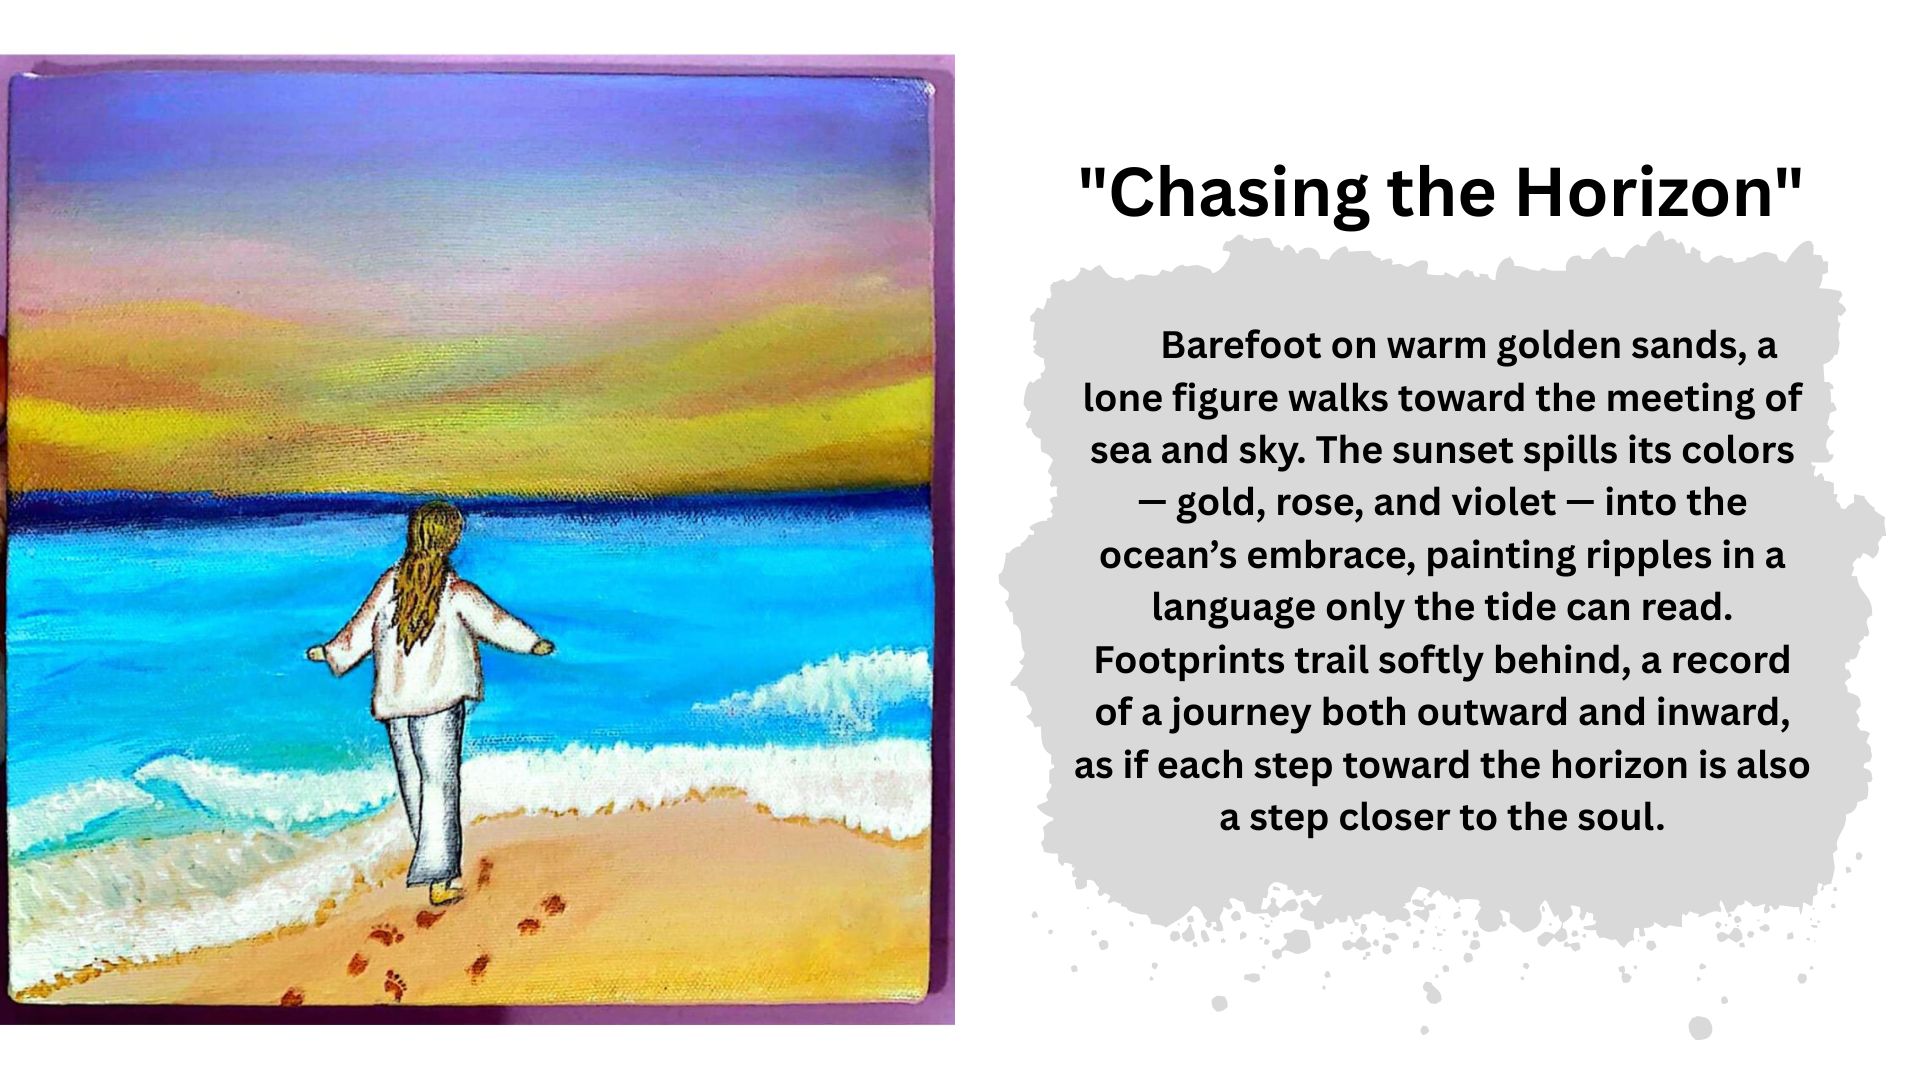 "Chasing the Horizon"
Barefoot on warm golden sands, a
lone figure walks toward the meeting of
sea and sky. The sunset spills its colors
— gold, rose, and violet — into the
ocean’s embrace, painting ripples in a
language only the tide can read.
Footprints trail softly behind, a record
of a journey both outward and inward,
as if each step toward the horizon is also
a step closer to the soul.